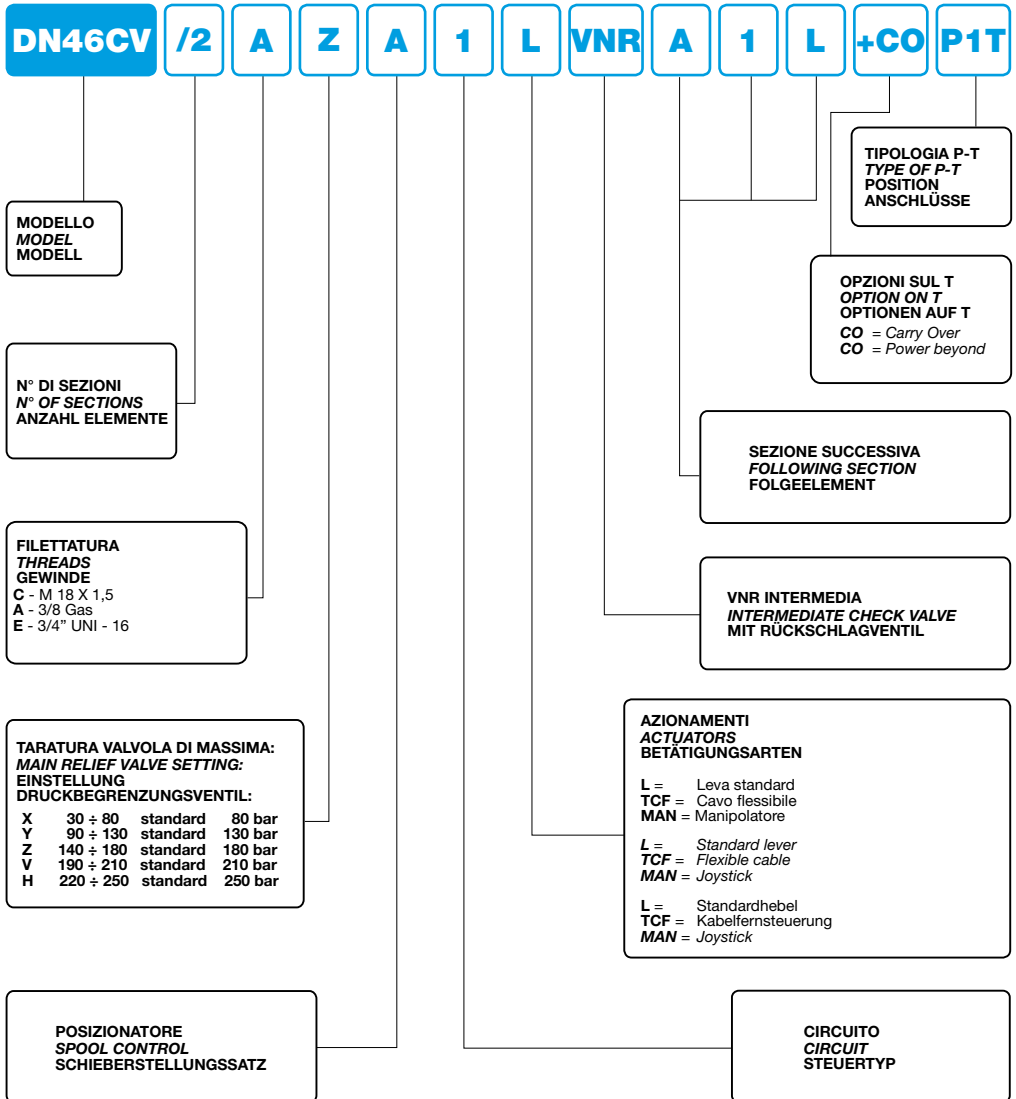 DN46CV /2 A Z A 1 L VNR A 1 L +CO P1T
TIPOLOGIA P-T
TYPE OF P-T
POSITION
ANSCHLÜSSE
MODELLO
MODEL
MODELL
OPZIONI SUL T
OPTION ON T
OPTIONEN AUF T
CO = Carry Over
CO = Power beyond
N° DI SEZIONI
N° OF SECTIONS
ANZAHL ELEMENTE
SEZIONE SUCCESSIVA
FOLLOWING SECTION
FOLGEELEMENT
FILETTATURA
THREADS
GEWINDE
C - M 18 X 1,5
A - 3/8 Gas
E - 3/4” UNI - 16
VNR INTERMEDIA
INTERMEDIATE CHECK VALVE
MIT RÜCKSCHLAGVENTIL
TARATURA VALVOLA DI MASSIMA:
MAIN RELIEF VALVE SETTING:
EINSTELLUNG
DRUCKBEGRENZUNGSVENTIL:
X 30 ÷ 80 standard 80 bar
Y 90 ÷ 130 standard 130 bar
Z 140 ÷ 180 standard 180 bar
V 190 ÷ 210 standard 210 bar
H 220 ÷ 250 standard 250 bar
AZIONAMENTI
ACTUATORS
BETÄTIGUNGSARTEN
L = Leva standard
TCF = Cavo flessibile
MAN = Manipolatore
L = Standard lever
TCF = Flexible cable
MAN = Joystick
L = Standardhebel
TCF = Kabelfernsteuerung
MAN = Joystick
POSIZIONATORE
SPOOL CONTROL
SCHIEBERSTELLUNGSSATZ
CIRCUITO
CIRCUIT
STEUERTYP